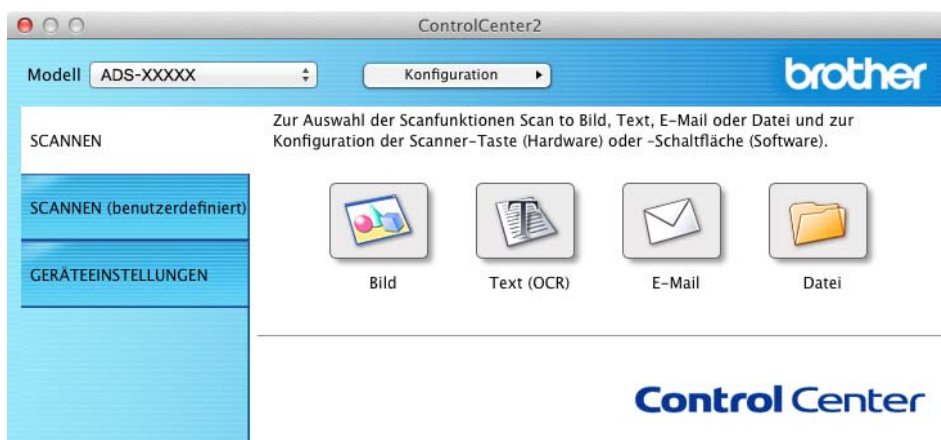 ControlCenter2
Modell ADS-XXXXX Konfiguration brother
SCANNEN
SCANNEN (benutzerdefiniert)
GERÄTEEINSTELLUNGEN
Zur Auswahl der Scanfunktionen Scan to Bild, Text, E-Mail oder Datei und zur
Konfiguration der Scanner-Taste (Hardware) oder -Schaltfläche (Software).
Bild Text (OCR) E-Mail Datei
Control Center